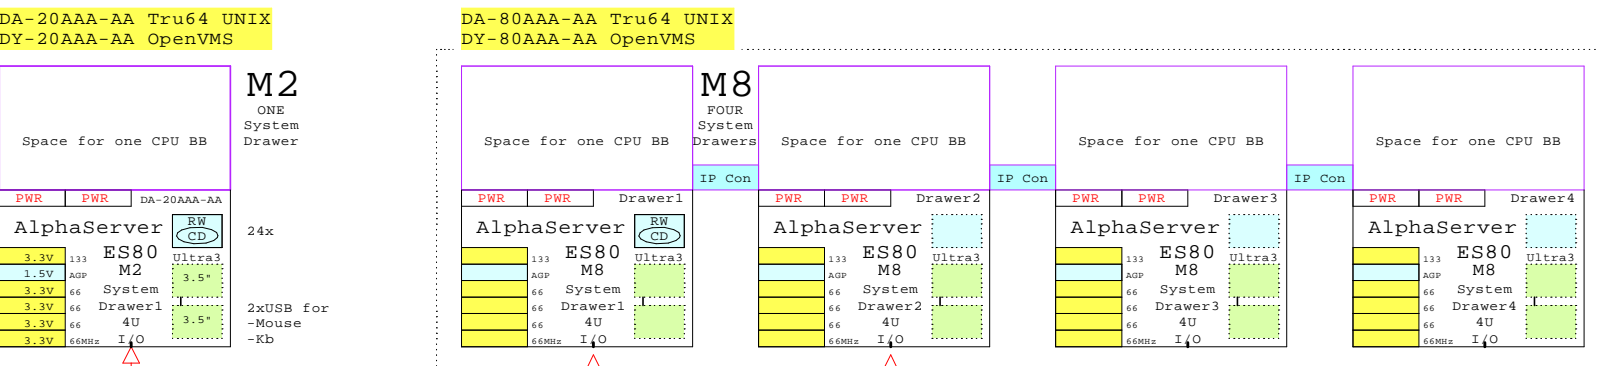 DA-20AAA-AA Tru64 UNIX
DY-20AAA-AA OpenVMS
M2
ONE
System
Drawer
Space for one CPU BB
PWR PWR DA-20AAA-AA
AlphaServer
RW
CD
24x
ES80
M2
System
Drawer1
4U
I/O
3.3V 133
1.5V AGP
3.3V 66
3.3V 66
3.3V 66
3.3V 66MHz
Ultra3
3.5"
3.5"
2xUSB for
-Mouse
-Kb
DA-80AAA-AA Tru64 UNIX
DY-80AAA-AA OpenVMS
M8
FOUR
System
Drawers
Space for one CPU BB
IP Con
PWR PWR Drawer1
AlphaServer
RW
CD
ES80
M8
System
Drawer1
4U
I/O
133
AGP
66
66
66
66MHz
Ultra3
Space for one CPU BB
IP Con
PWR PWR Drawer2
AlphaServer
ES80
M8
System
Drawer2
4U
I/O
133
AGP
66
66
66
66MHz
Ultra3
Space for one CPU BB
IP Con
PWR PWR Drawer3
AlphaServer
ES80
M8
System
Drawer3
4U
I/O
133
AGP
66
66
66
66MHz
Ultra3
Space for one CPU BB
PWR PWR Drawer4
AlphaServer
ES80
M8
System
Drawer4
4U
I/O
133
AGP
66
66
66
66MHz
Ultra3